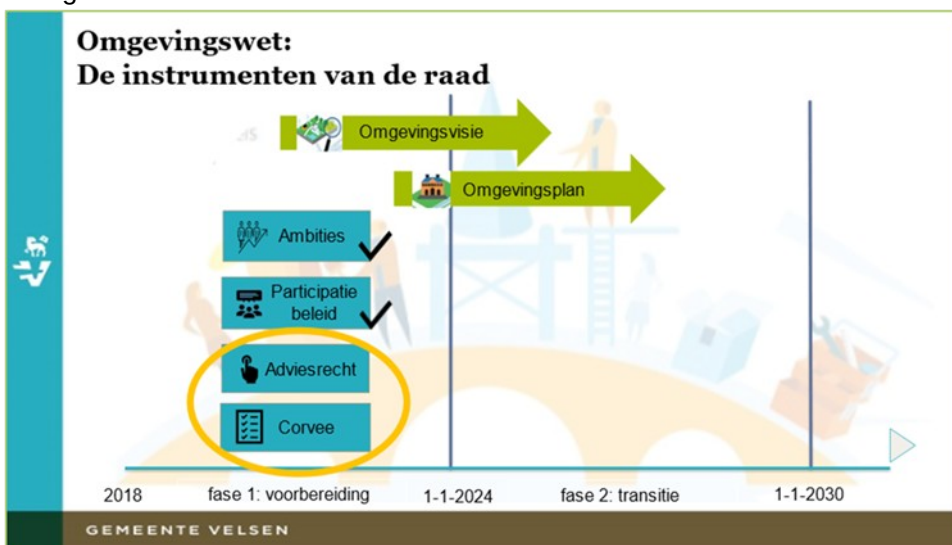 Omgevingswet:
De instrumenten van de raad
Omgevingsvisie
Omgevingsplan
Ambities
Participatie
beleid
Adviesrecht
Corvee
2018 fase 1: voorbereiding 1-1-2024 fase 2: transitie 1-1-2030
GEMEENTE VELSEN